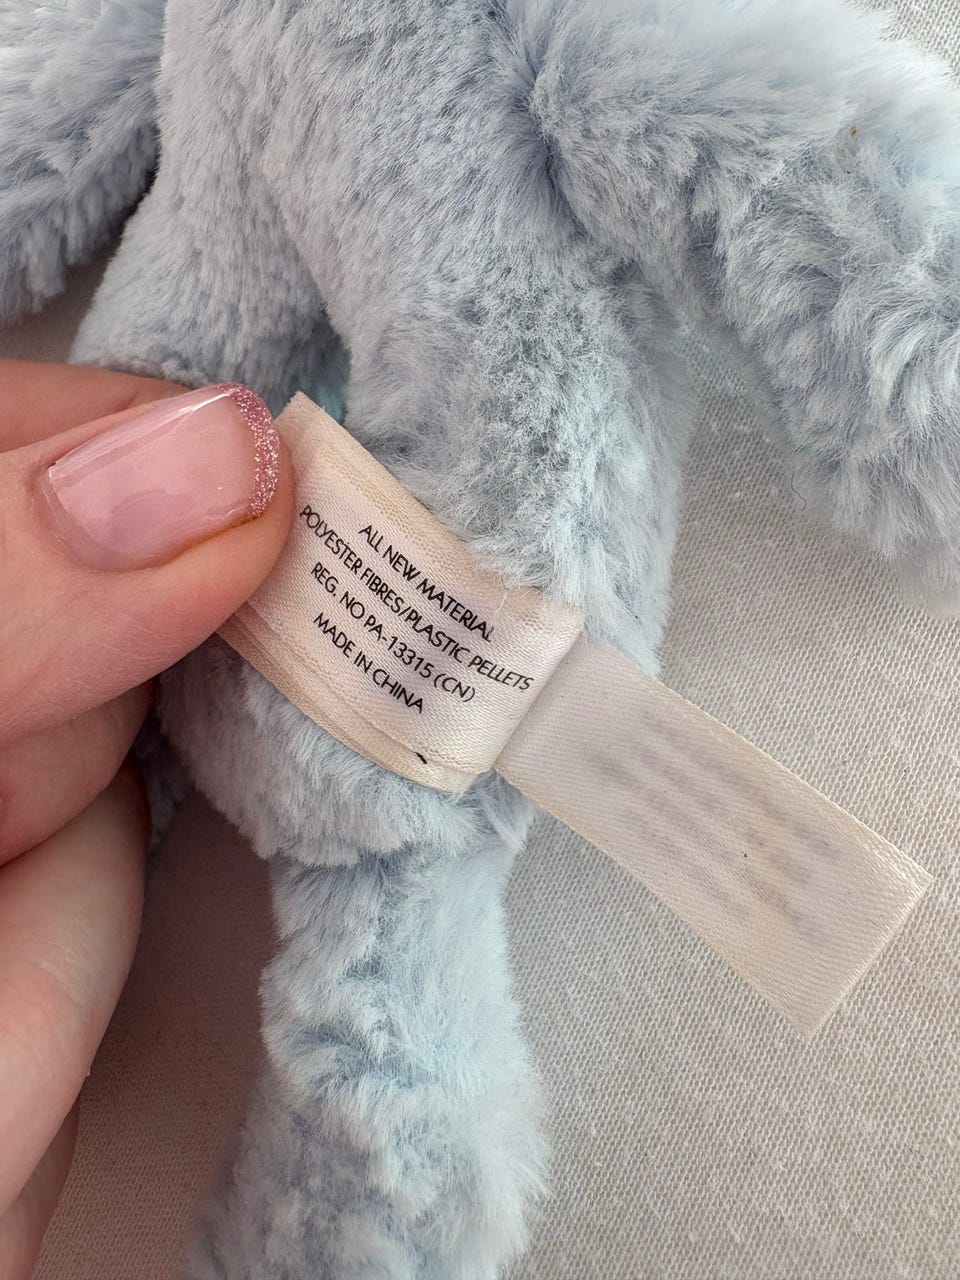 ALL NEW MATERIAL
POLYESTER FIBRES/PLASTIC PELLETS
REG. NO PA-13315 (CN)
MADE IN CHINA